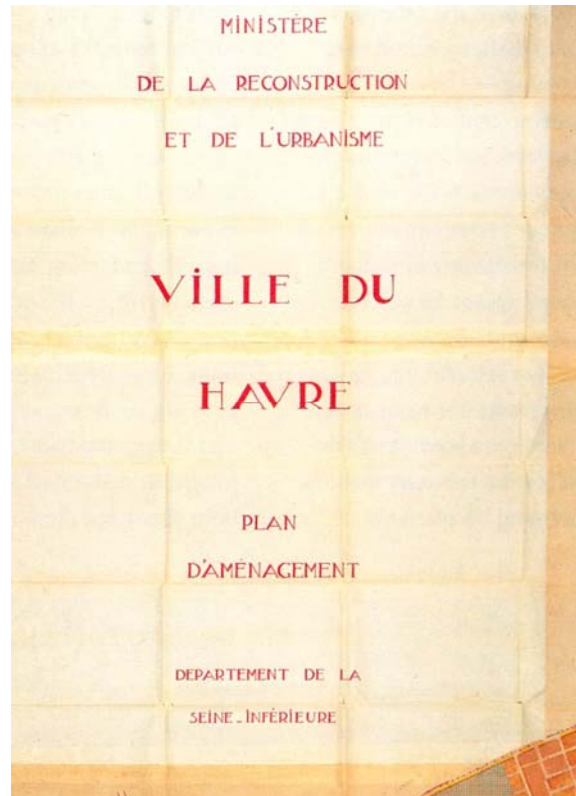 MINISTÈRE
DE LA RECONSTRUCTION
ET DE L'URBANISME
VILLE DU
HAVRE
PLAN
D'AMÉNAGEMENT
DEPARTEMENT DE LA
SEINE-INFÉRIEURE